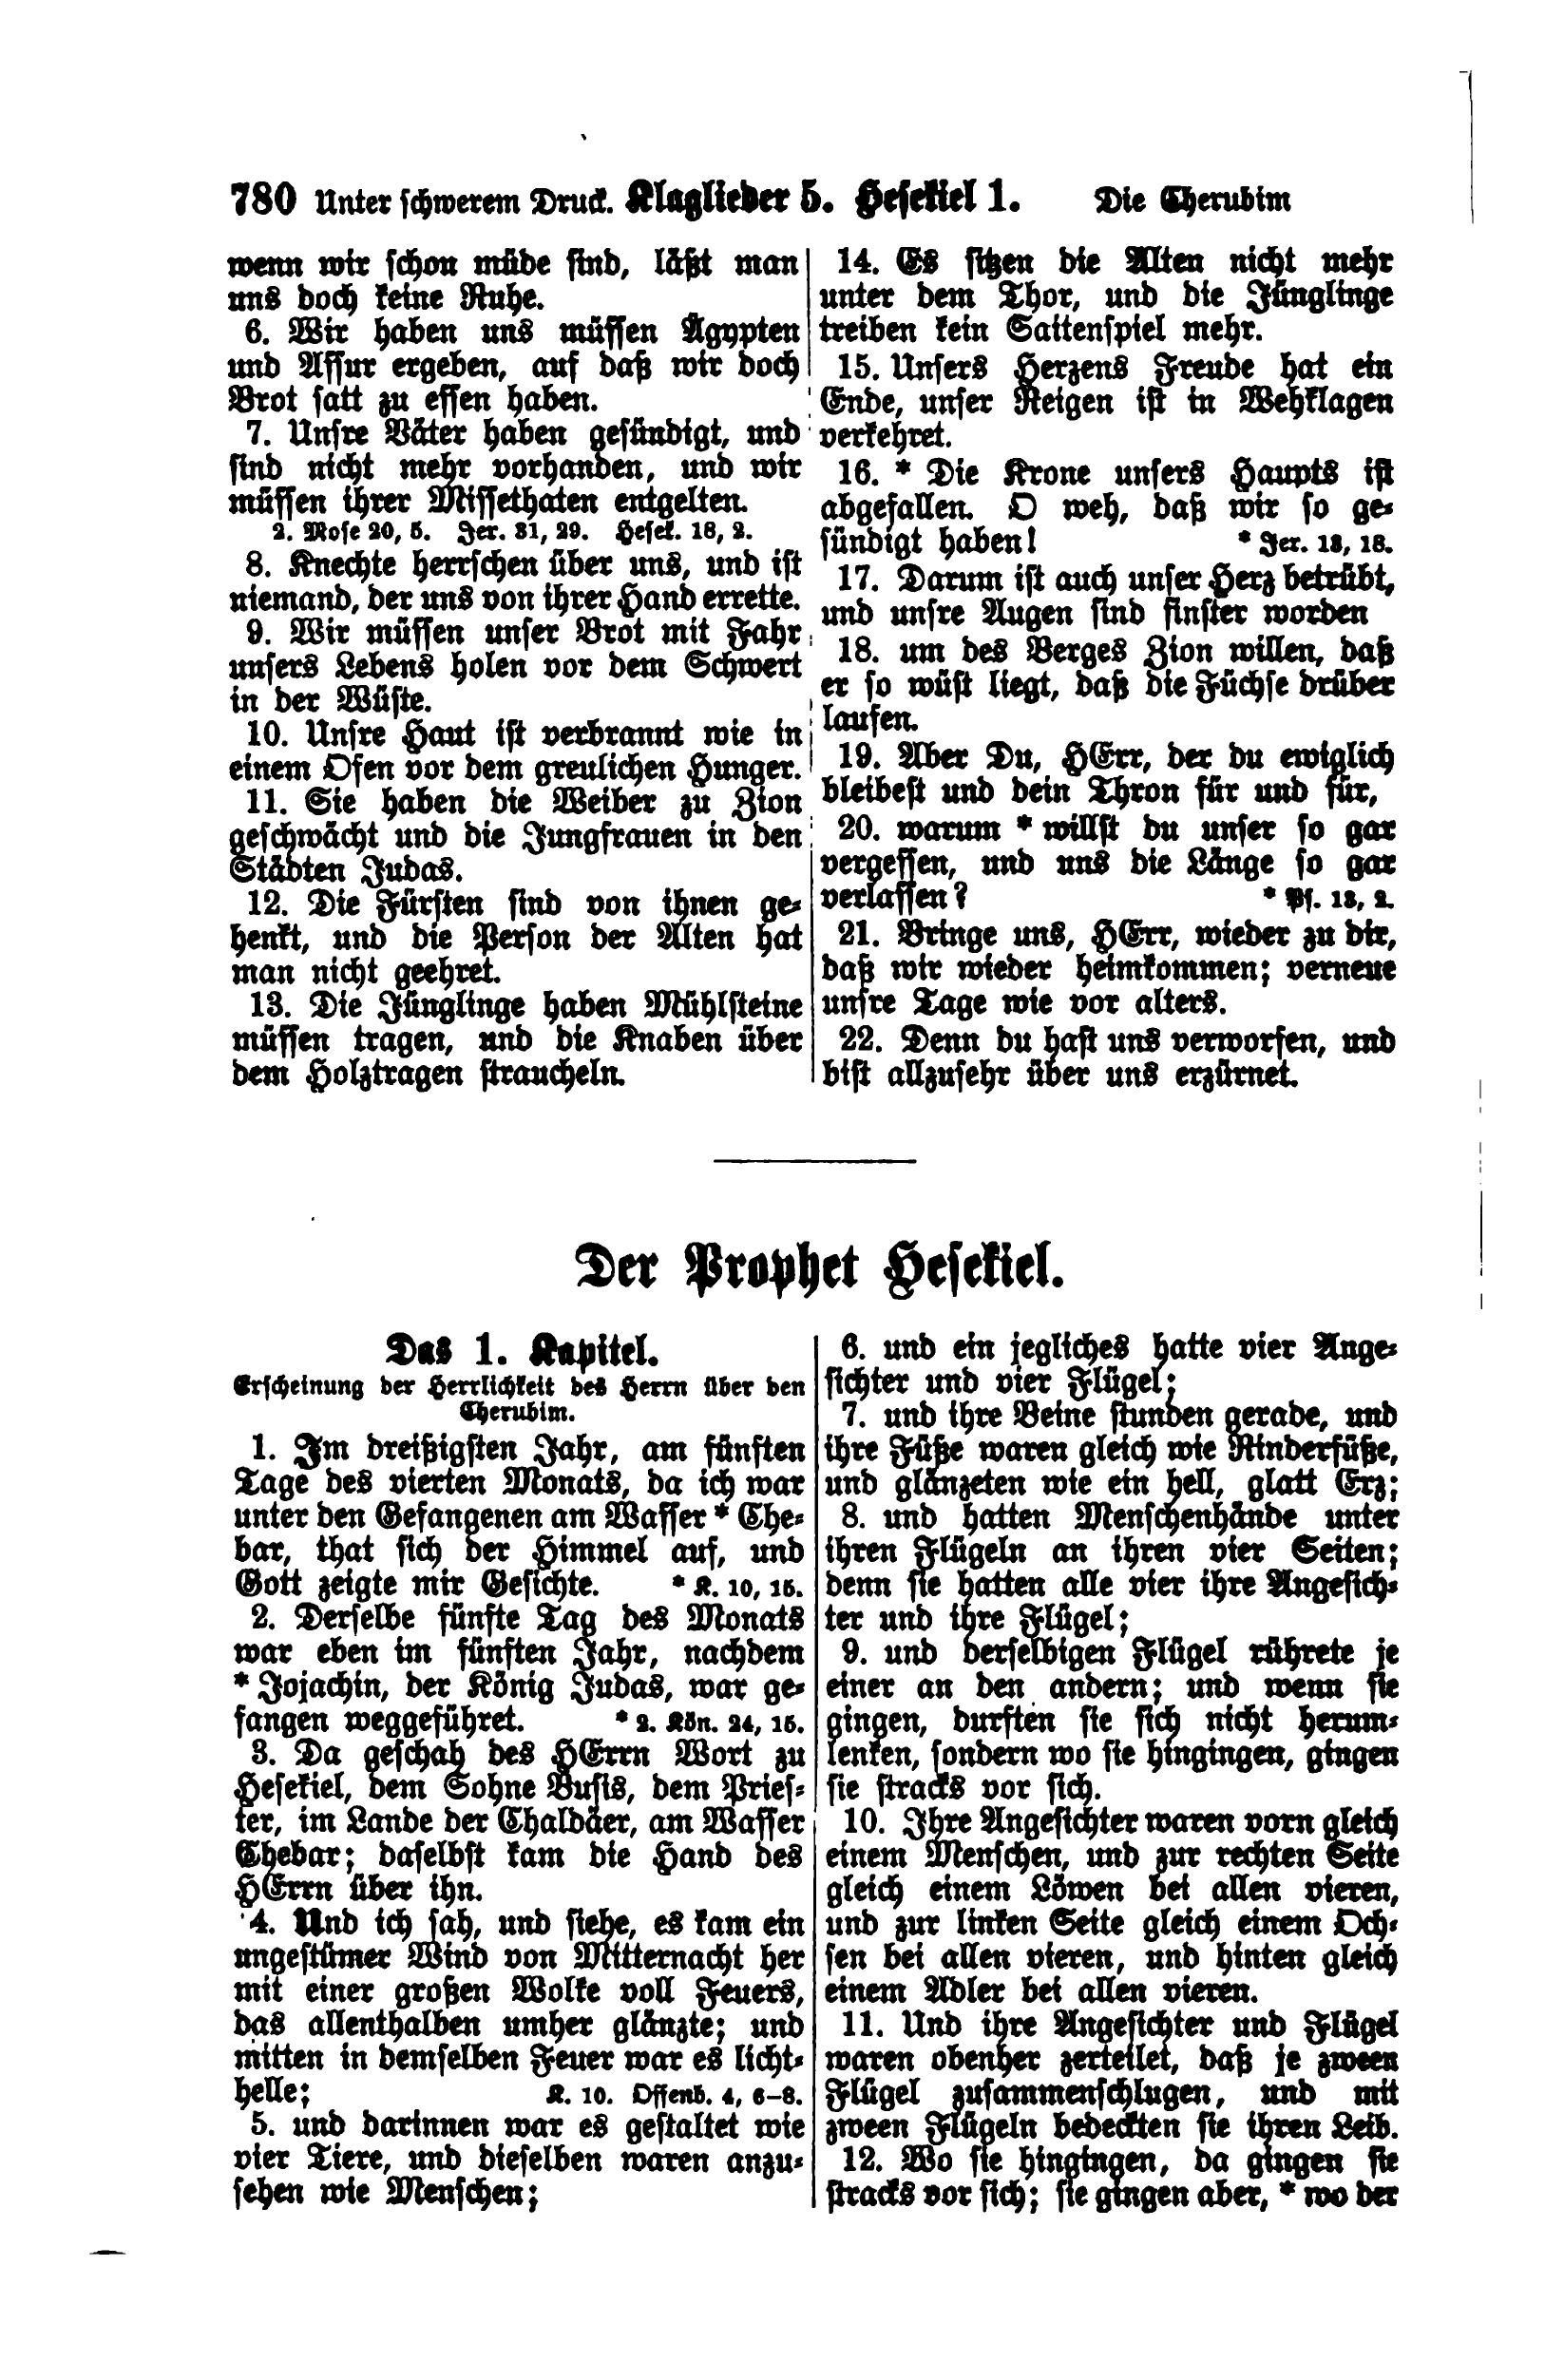 780 Unter schwerem Druck. Klaglieder 5. Hesekiel 1. Die Cherubim
wenn wir schon müde sind, läßt man
uns doch keine Ruhe.
6. Wir haben uns müssen Ägypten
und Assur ergeben, auf daß wir doch
Brot satt zu essen haben.
7. Unsre Väter haben gesündigt, und
sind nicht mehr vorhanden, und wir
müssen ihrer Missethaten entgelten.
2. Mose 20, 5. Jer. 31, 29. Hesek. 18, 2.
8. Knechte herrschen über uns, und ist
niemand, der uns von ihrer Hand errette.
9. Wir müssen unser Brot mit Fahr
unsers Lebens holen vor dem Schwert
in der Wüste.
10. Unsre Haut ist verbrannt wie in
einem Ofen vor dem greulichen Hunger.
11. Sie haben die Weiber zu Zion
geschwächt und die Jungfrauen in den
Städten Judas.
12. Die Fürsten sind von ihnen ge-
henkt, und die Person der Alten hat
man nicht geehret.
13. Die Jünglinge haben Mühlsteine
müssen tragen, und die Knaben über
dem Holztragen straucheln.
14. Es sitzen die Alten nicht mehr
unter dem Thor, und die Jünglinge
treiben kein Saitenspiel mehr.
15. Unsers Herzens Freude hat ein
Ende, unser Reigen ist in Wehklagen
verkehret.
16. * Die Krone unsers Haupts ist
abgefallen. O weh, daß wir so ge-
sündigt haben! * Jer. 13, 18.
17. Darum ist auch unser Herz betrübt,
und unsre Augen sind finster worden
18. um des Berges Zion willen, daß
er so wüst liegt, daß die Füchse drüber
laufen.
19. Aber Du, HErr, der du ewiglich
bleibest und dein Thron für und für,
20. warum * willst du unser so gar
vergessen, und uns die Länge so gar
verlassen? * Ps. 13, 2.
21. Bringe uns, HErr, wieder zu dir,
daß wir wieder heimkommen; verneue
unsre Tage wie vor alters.
22. Denn du hast uns verworfen, und
bist allzusehr über uns erzürnet.
Der Prophet Hesekiel.
Das 1. Kapitel.
Erscheinung der Herrlichkeit des Herrn über den
Cherubim.
1. Im dreißigsten Jahr, am fünften
Tage des vierten Monats, da ich war
unter den Gefangenen am Wasser * Che-
bar, that sich der Himmel auf, und
Gott zeigte mir Gesichte. * K. 10, 15.
2. Derselbe fünfte Tag des Monats
war eben im fünften Jahr, nachdem
* Jojachin, der König Judas, war ge-
fangen weggeführet. * 2. Kön. 24, 15.
3. Da geschah des HErrn Wort zu
Hesekiel, dem Sohne Busis, dem Pries-
ter, im Lande der Chaldäer, am Wasser
Chebar; daselbst kam die Hand des
HErrn über ihn.
4. Und ich sah, und siehe, es kam ein
ungestümer Wind von Mitternacht her
mit einer großen Wolke voll Feuers,
das allenthalben umher glänzte; und
mitten in demselben Feuer war es licht-
helle; K. 10. Offenb. 4, 6-8.
5. und darinnen war es gestaltet wie
vier Tiere, und dieselben waren anzu-
sehen wie Menschen;
6. und ein jegliches hatte vier Ange-
sichter und vier Flügel;
7. und ihre Beine stunden gerade, und
ihre Füße waren gleich wie Rinderfüße,
und glänzeten wie ein hell, glatt Erz;
8. und hatten Menschenhände unter
ihren Flügeln an ihren vier Seiten;
denn sie hatten alle vier ihre Angesich-
ter und ihre Flügel;
9. und derselbigen Flügel rührete je
einer an den andern; und wenn sie
gingen, durften sie sich nicht herum-
lenken, sondern wo sie hingingen, gingen
sie stracks vor sich.
10. Ihre Angesichter waren vorn gleich
einem Menschen, und zur rechten Seite
gleich einem Löwen bei allen vieren,
und zur linken Seite gleich einem Och-
sen bei allen vieren, und hinten gleich
einem Adler bei allen vieren.
11. Und ihre Angesichter und Flügel
waren obenher zerteilet, daß je zween
Flügel zusammenschlugen, und mit
zween Flügeln bedeckten sie ihren Leib.
12. Wo sie hingingen, da gingen sie
stracks vor sich; sie gingen aber, * wo der